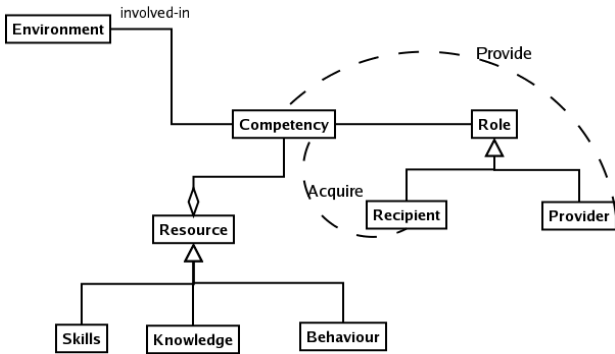 involved-in
Environment
Provide
Competency
Role
Acquire
Recipient
Provider
Resource
Skills
Knowledge
Behaviour